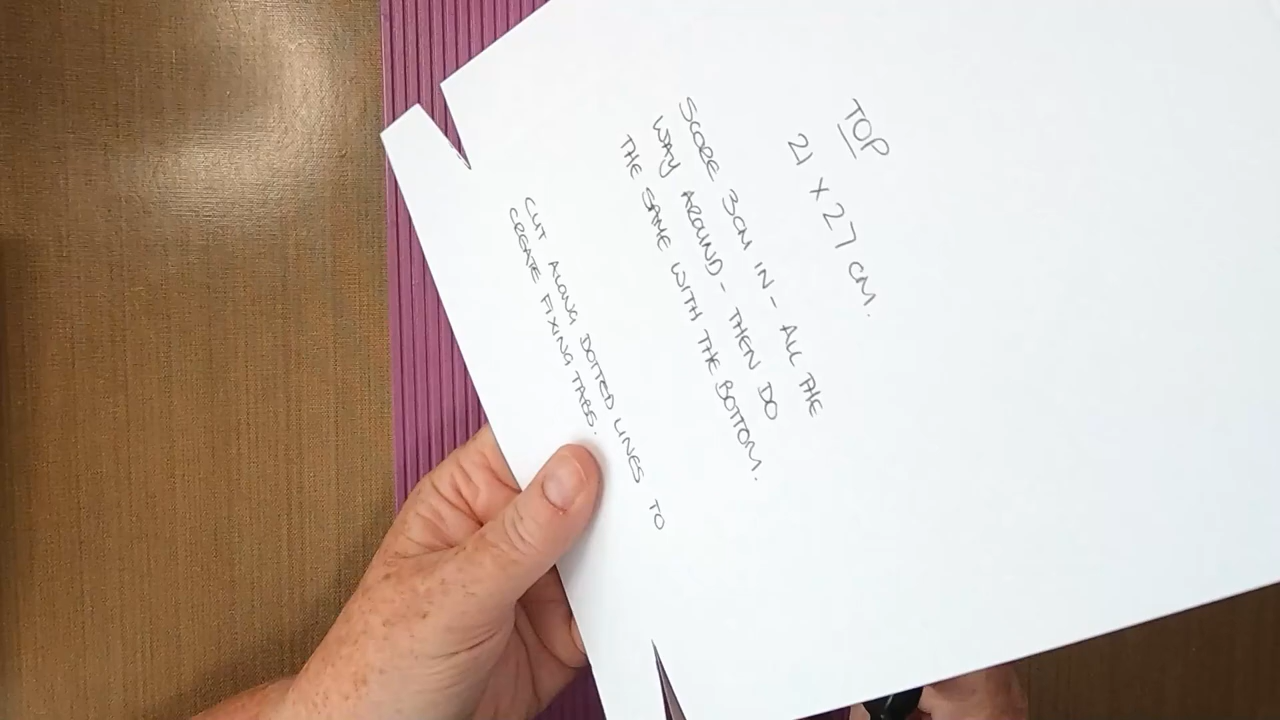 TOP
21 X 27 CM.
SCORE 3CM IN - ALL THE
WAY AROUND - THEN DO
THE SAME WITH THE BOTTOM.
CUT ALONG DOTTED LINES TO
CREATE FIXING TABS.